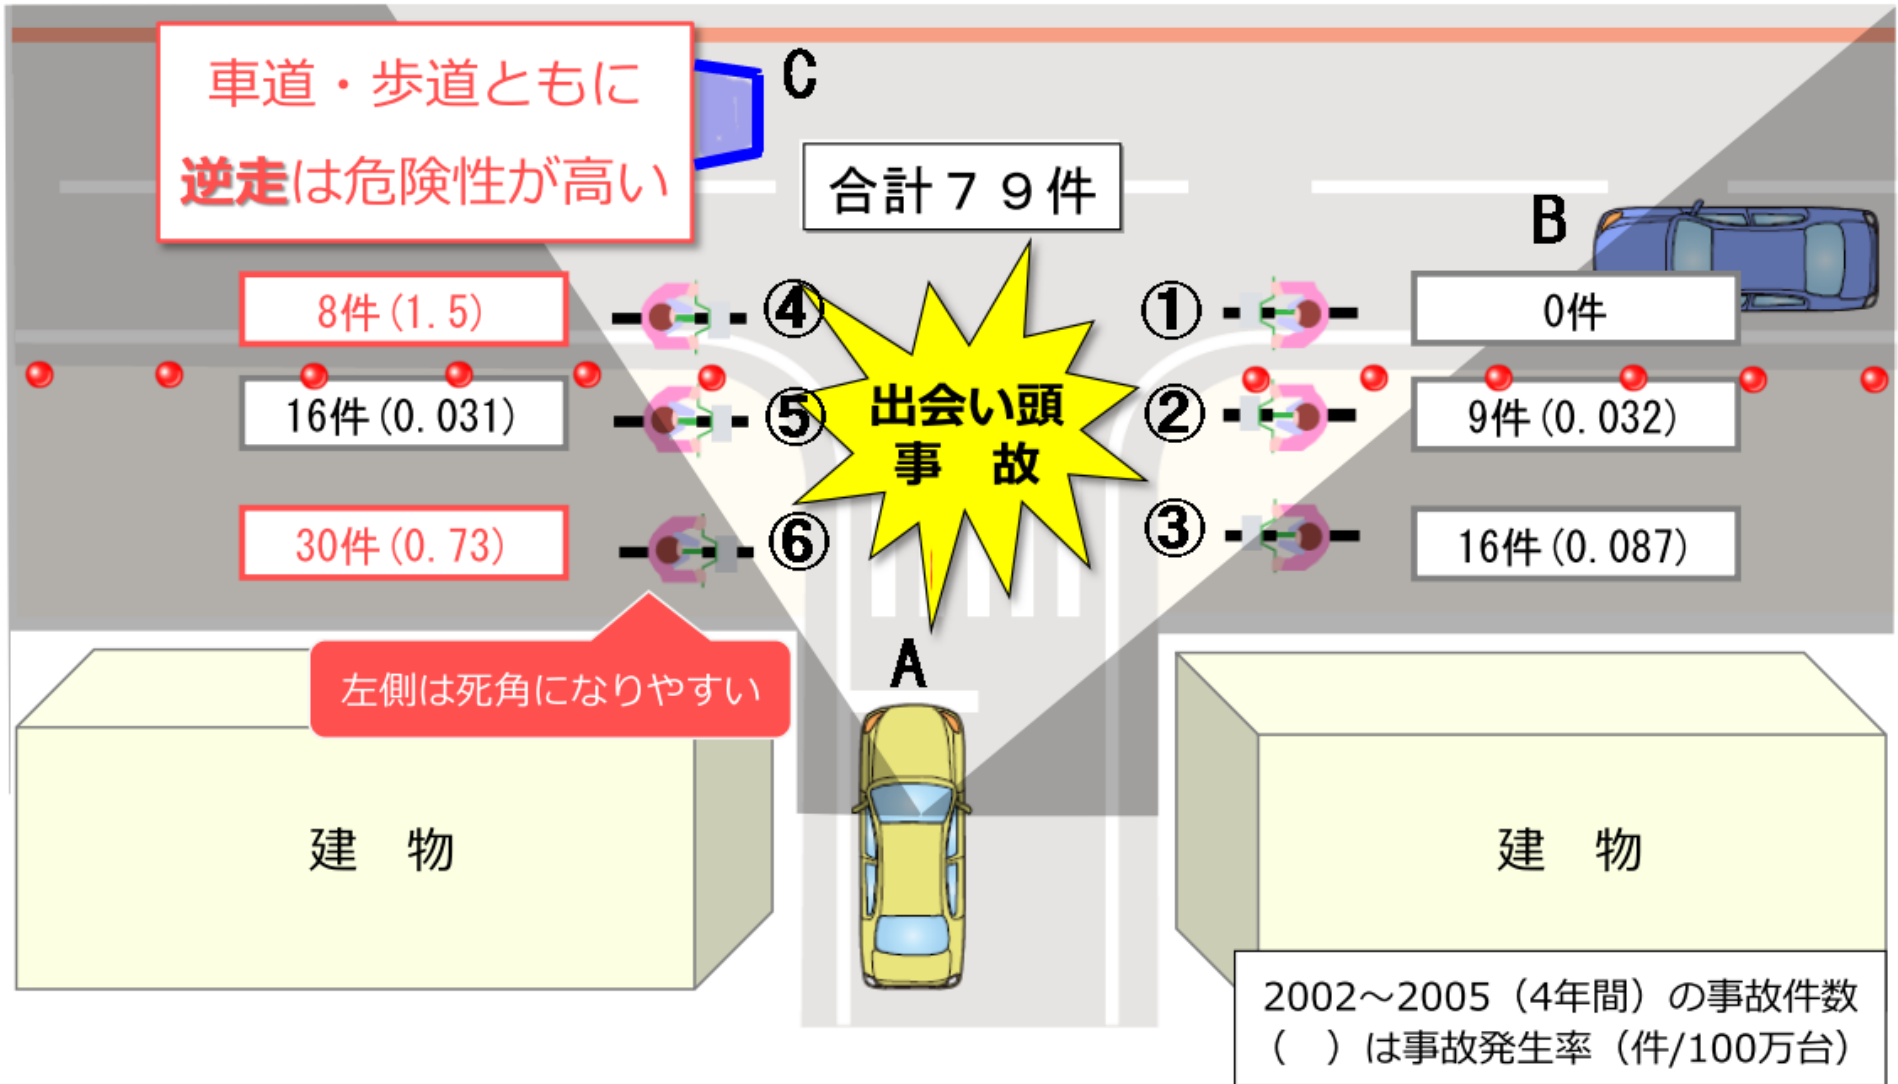 車道・歩道ともに
逆走は危険性が高い
C
合計79件
B
8件(1.5)
④
①
0件
16件(0.031)
⑤
出会い頭
事 故
②
9件(0.032)
30件(0.73)
⑥
③
16件(0.087)
左側は死角になりやすい
A
建 物
建 物
2002~2005(4年間)の事故件数
( )は事故発生率(件/100万台)